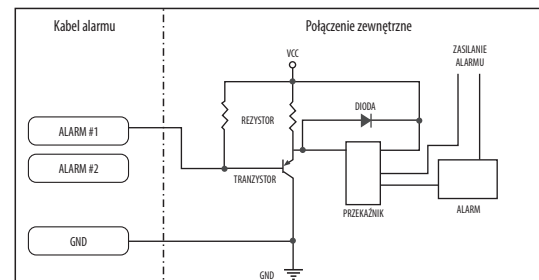 Kabel alarmu
Połączenie zewnętrzne
VCC
ZASILANIE
ALARMU
DIODA
REZYSTOR
ALARM #1
ALARM #2
TRANZYSTOR
PRZEKAŹNIK
ALARM
GND
GND